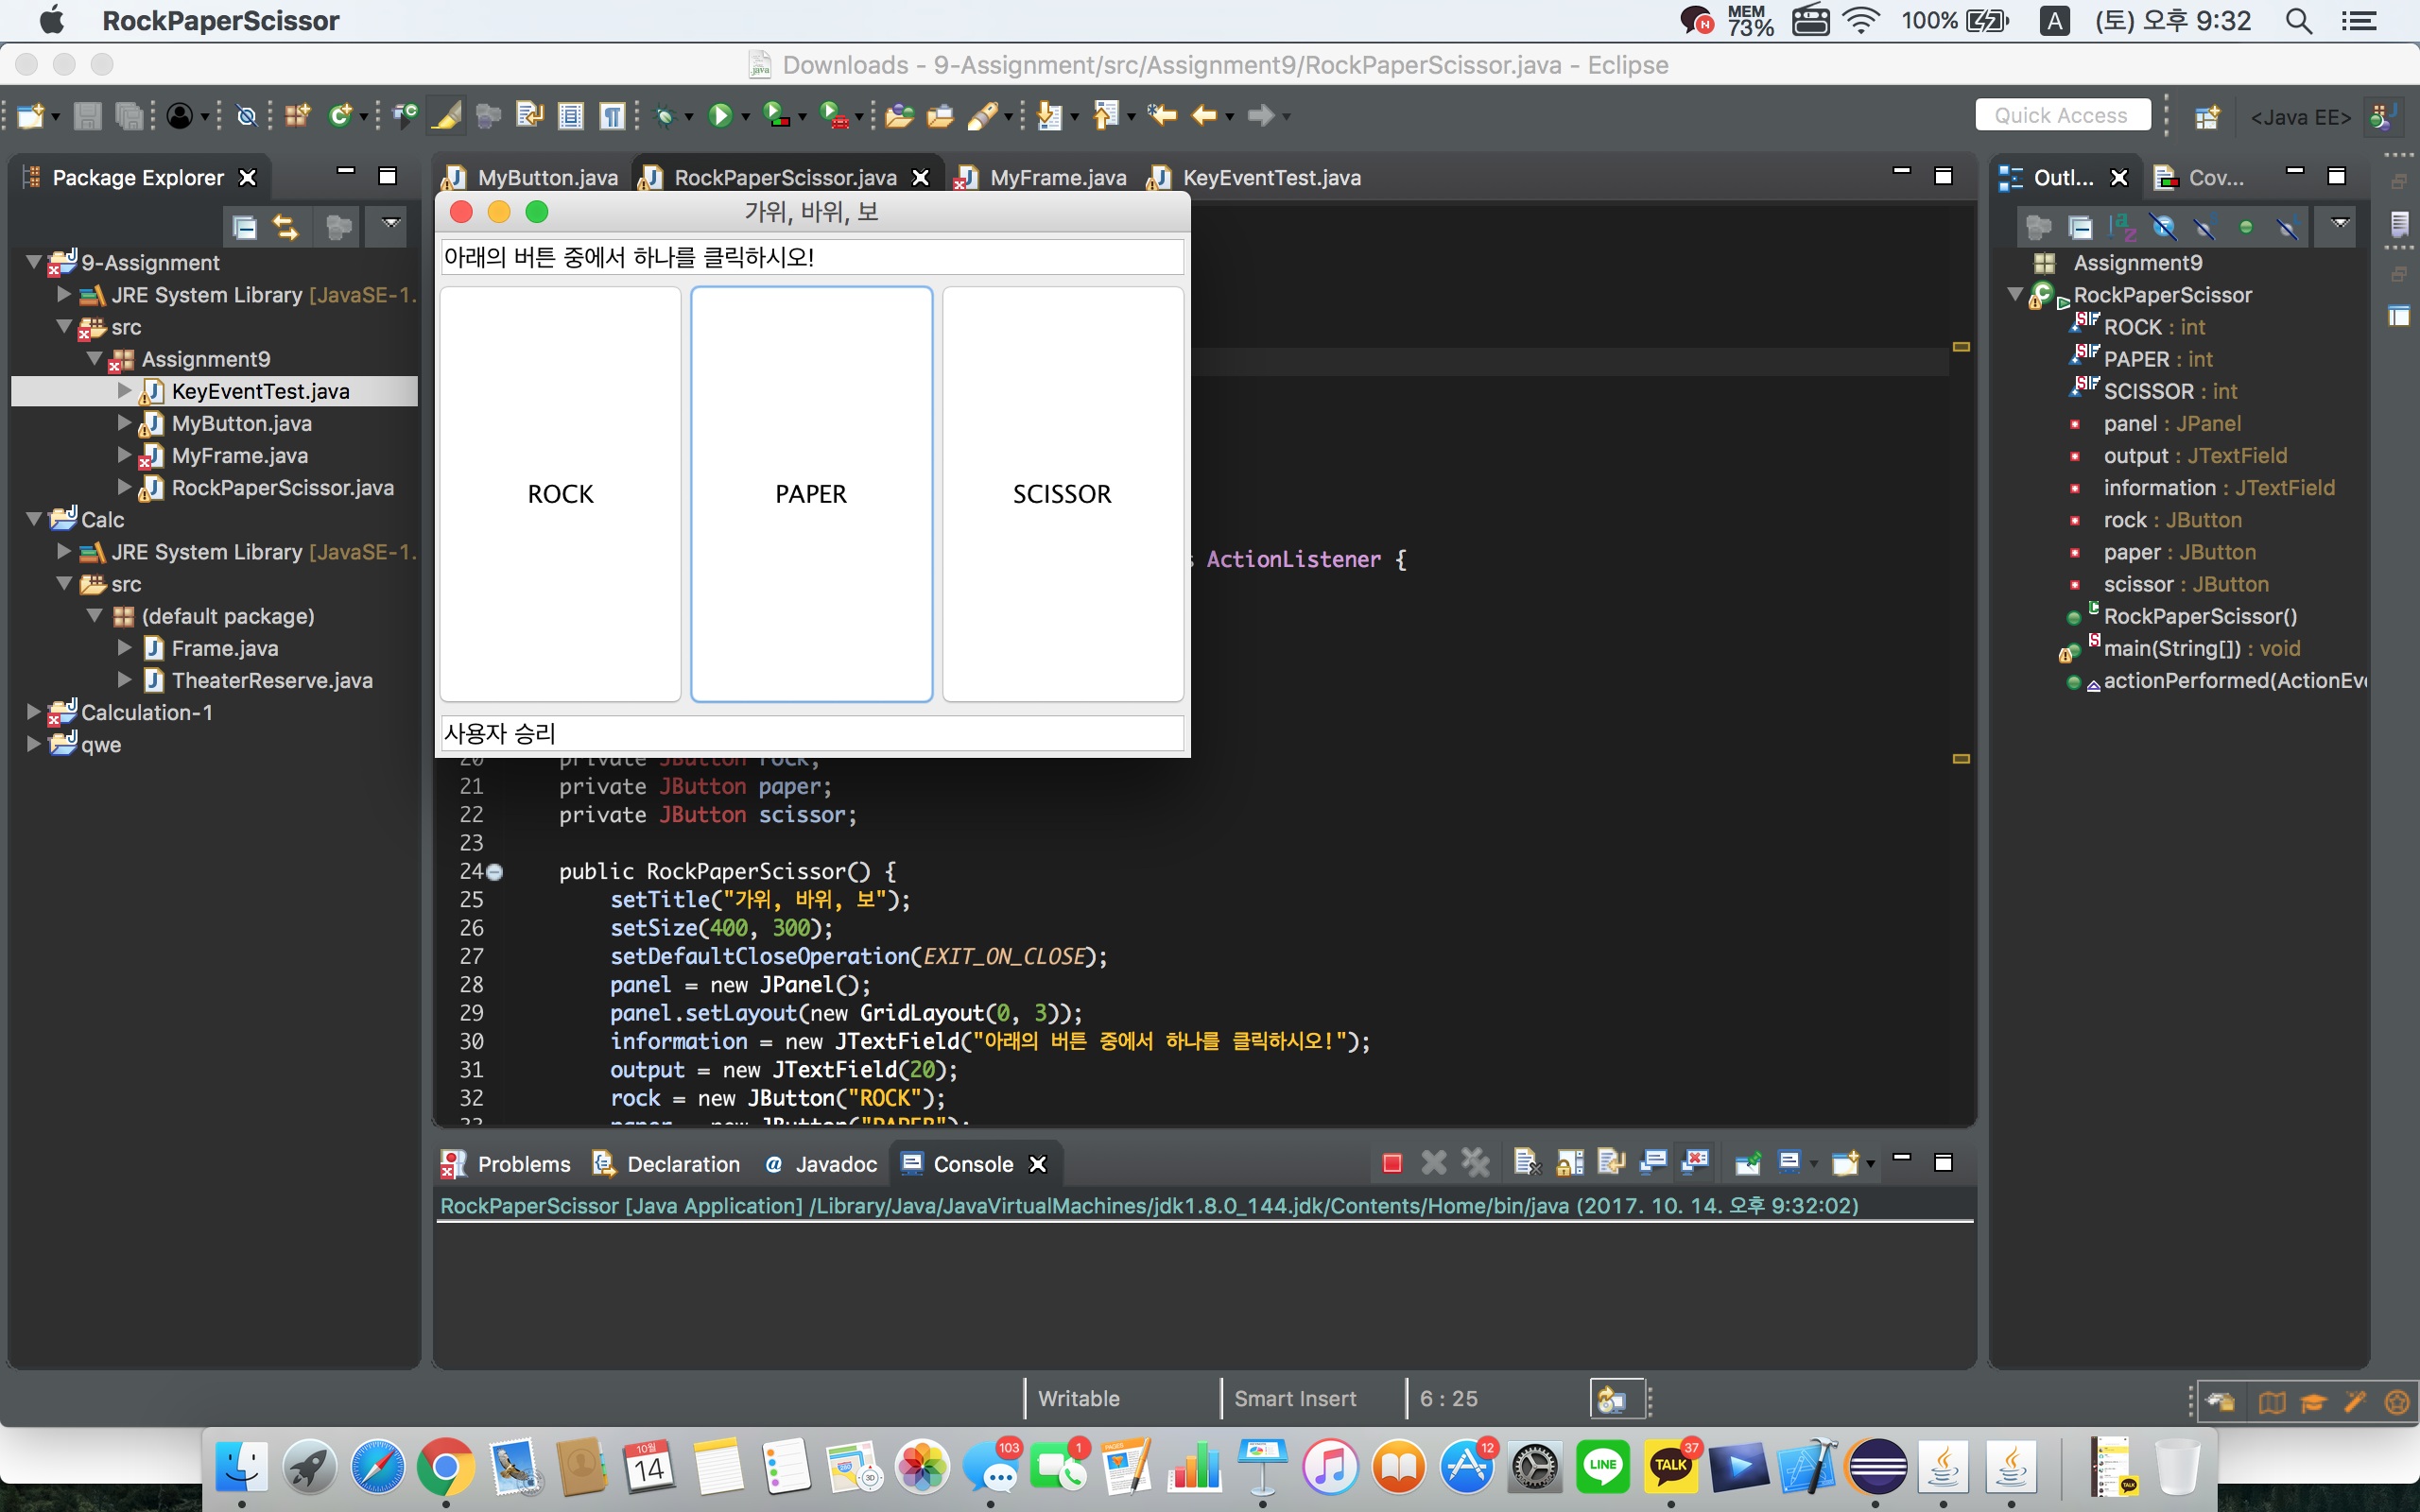 RockPaperScissor
MEM
73%
100%
A
(토) 오후 9:32
Downloads - 9-Assignment/src/Assignment9/RockPaperScissor.java - Eclipse
Quick Access
<Java EE>
Package Explorer
9-Assignment
JRE System Library [JavaSE-1.
src
Assignment9
KeyEventTest.java
MyButton.java
MyFrame.java
RockPaperScissor.java
Calc
JRE System Library [JavaSE-1.
src
(default package)
Frame.java
TheaterReserve.java
Calculation-1
qwe
MyButton.java
RockPaperScissor.java
MyFrame.java
KeyEventTest.java
가위, 바위, 보
아래의 버튼 중에서 하나를 클릭하시오!
ROCK
PAPER
SCISSOR
사용자 승리
ActionListener {
20 private JButton rock;
21 private JButton paper;
22 private JButton scissor;
23
24 public RockPaperScissor() {
25 setTitle("가위, 바위, 보");
26 setSize(400, 300);
27 setDefaultCloseOperation(EXIT_ON_CLOSE);
28 panel = new JPanel();
29 panel.setLayout(new GridLayout(0, 3));
30 information = new JTextField("아래의 버튼 중에서 하나를 클릭하시오!");
31 output = new JTextField(20);
32 rock = new JButton("ROCK");
33 paper = new JButton("PAPER");
Outl...
Cov...
Assignment9
RockPaperScissor
ROCK : int
PAPER : int
SCISSOR : int
panel : JPanel
output : JTextField
information : JTextField
rock : JButton
paper : JButton
scissor : JButton
RockPaperScissor()
main(String[]) : void
actionPerformed(ActionEve
Problems
Declaration
Javadoc
Console
RockPaperScissor [Java Application] /Library/Java/JavaVirtualMachines/jdk1.8.0_144.jdk/Contents/Home/bin/java (2017. 10. 14. 오후 9:32:02)
Writable
Smart Insert
6 : 25
10월
14
103
1
PAGES
12
LINE
TALK
37